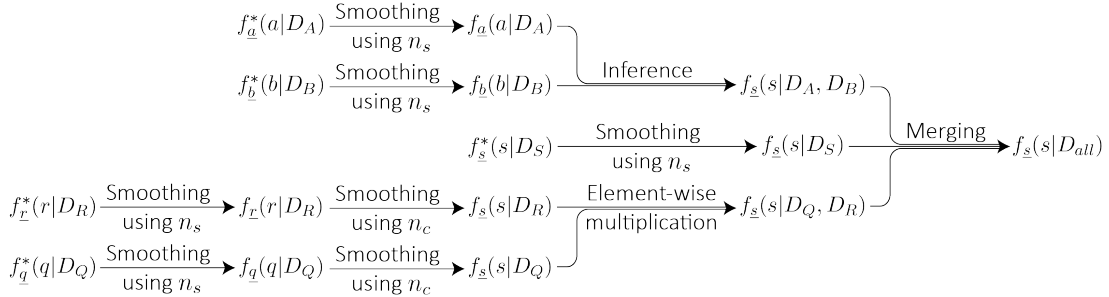 f*_a(a|D_A) Smoothing using n_s f_a(a|D_A)
f*_b(b|D_B) Smoothing using n_s f_b(b|D_B) Inference f_s(s|D_A, D_B)
f*_s(s|D_S) Smoothing using n_s f_s(s|D_S) Merging f_s(s|D_all)
f*_r(r|D_R) Smoothing using n_s f_r(r|D_R) Smoothing using n_c f_s(s|D_R) Element-wise multiplication f_s(s|D_Q, D_R)
f*_q(q|D_Q) Smoothing using n_s f_q(q|D_Q) Smoothing using n_c f_s(s|D_Q)